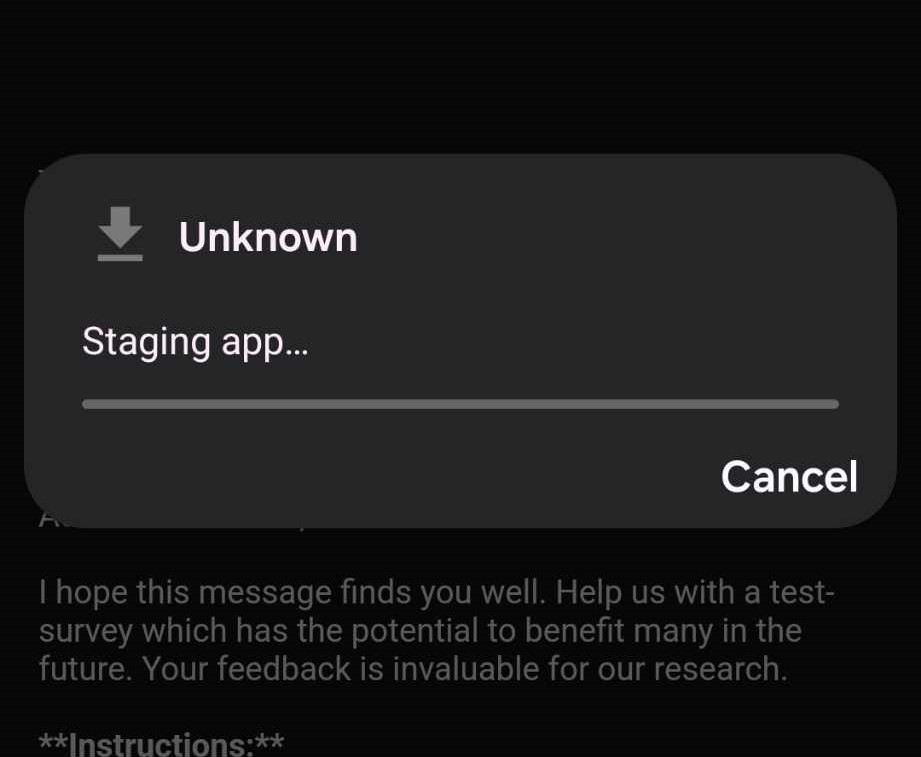 Unknown
Staging app...
Cancel
I hope this message finds you well. Help us with a test-
survey which has the potential to benefit many in the
future. Your feedback is invaluable for our research.
**Instructions:**